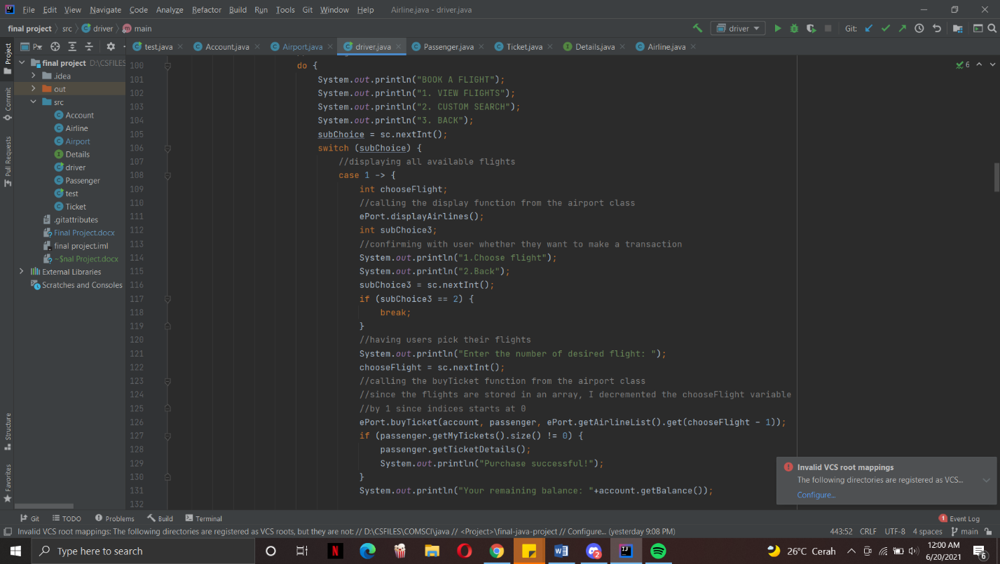 File Edit View Navigate Code Analyze Refactor Build Run Tools Git Window Help Airline.java - driver.java
final project src driver main driver Git:
Project
P
test.java Account.java Airport.java driver.java Passenger.java Ticket.java Details.java Airline.java
final project D:\CSFILES
.idea
out
src
Account
Airline
Airport
Details
driver
Passenger
test
Ticket
.gitattributes
Final Project.docx
final project.iml
~$nal Project.docx
External Libraries
Scratches and Consoles
Commit
Pull Requests
Structure
Favorites
6
100 do {
101 System.out.println("BOOK A FLIGHT");
102 System.out.println("1. VIEW FLIGHTS");
103 System.out.println("2. CUSTOM SEARCH");
104 System.out.println("3. BACK");
105 subChoice = sc.nextInt();
106 switch (subChoice) {
107 //displaying all available flights
108 case 1 -> {
109 int chooseFlight;
110 //calling the display function from the airport class
111 ePort.displayAirlines();
112 int subChoice3;
113 //confirming with user whether they want to make a transaction
114 System.out.println("1.Choose flight");
115 System.out.println("2.Back");
116 subChoice3 = sc.nextInt();
117 if (subChoice3 == 2) {
118 break;
119 }
120 //having users pick their flights
121 System.out.println("Enter the number of desired flight: ");
122 chooseFlight = sc.nextInt();
123 //calling the buyTicket function from the airport class
124 //since the flights are stored in an array, I decremented the chooseFlight variable
125 //by 1 since indices starts at 0
126 ePort.buyTicket(account, passenger, ePort.getAirlineList().get(chooseFlight - 1));
127 if (passenger.getMyTickets().size() != 0) {
128 passenger.getTicketDetails();
129 System.out.println("Purchase successful!");
130 }
131 System.out.println("Your remaining balance: "+account.getBalance());
132
Invalid VCS root mappings
The following directories are registered as VCS...
Configure...
Git TODO Problems Build Terminal 1 Event Log
Invalid VCS root mappings: The following directories are registered as VCS roots, but they are not: // D:\CSFILES\COMSCI\java // <Project>\final-java-project // Configure... (yesterday 9:08 PM) 443:52 CRLF UTF-8 4 spaces main
Type here to search
26°C Cerah
12:00 AM
6/20/2021
6